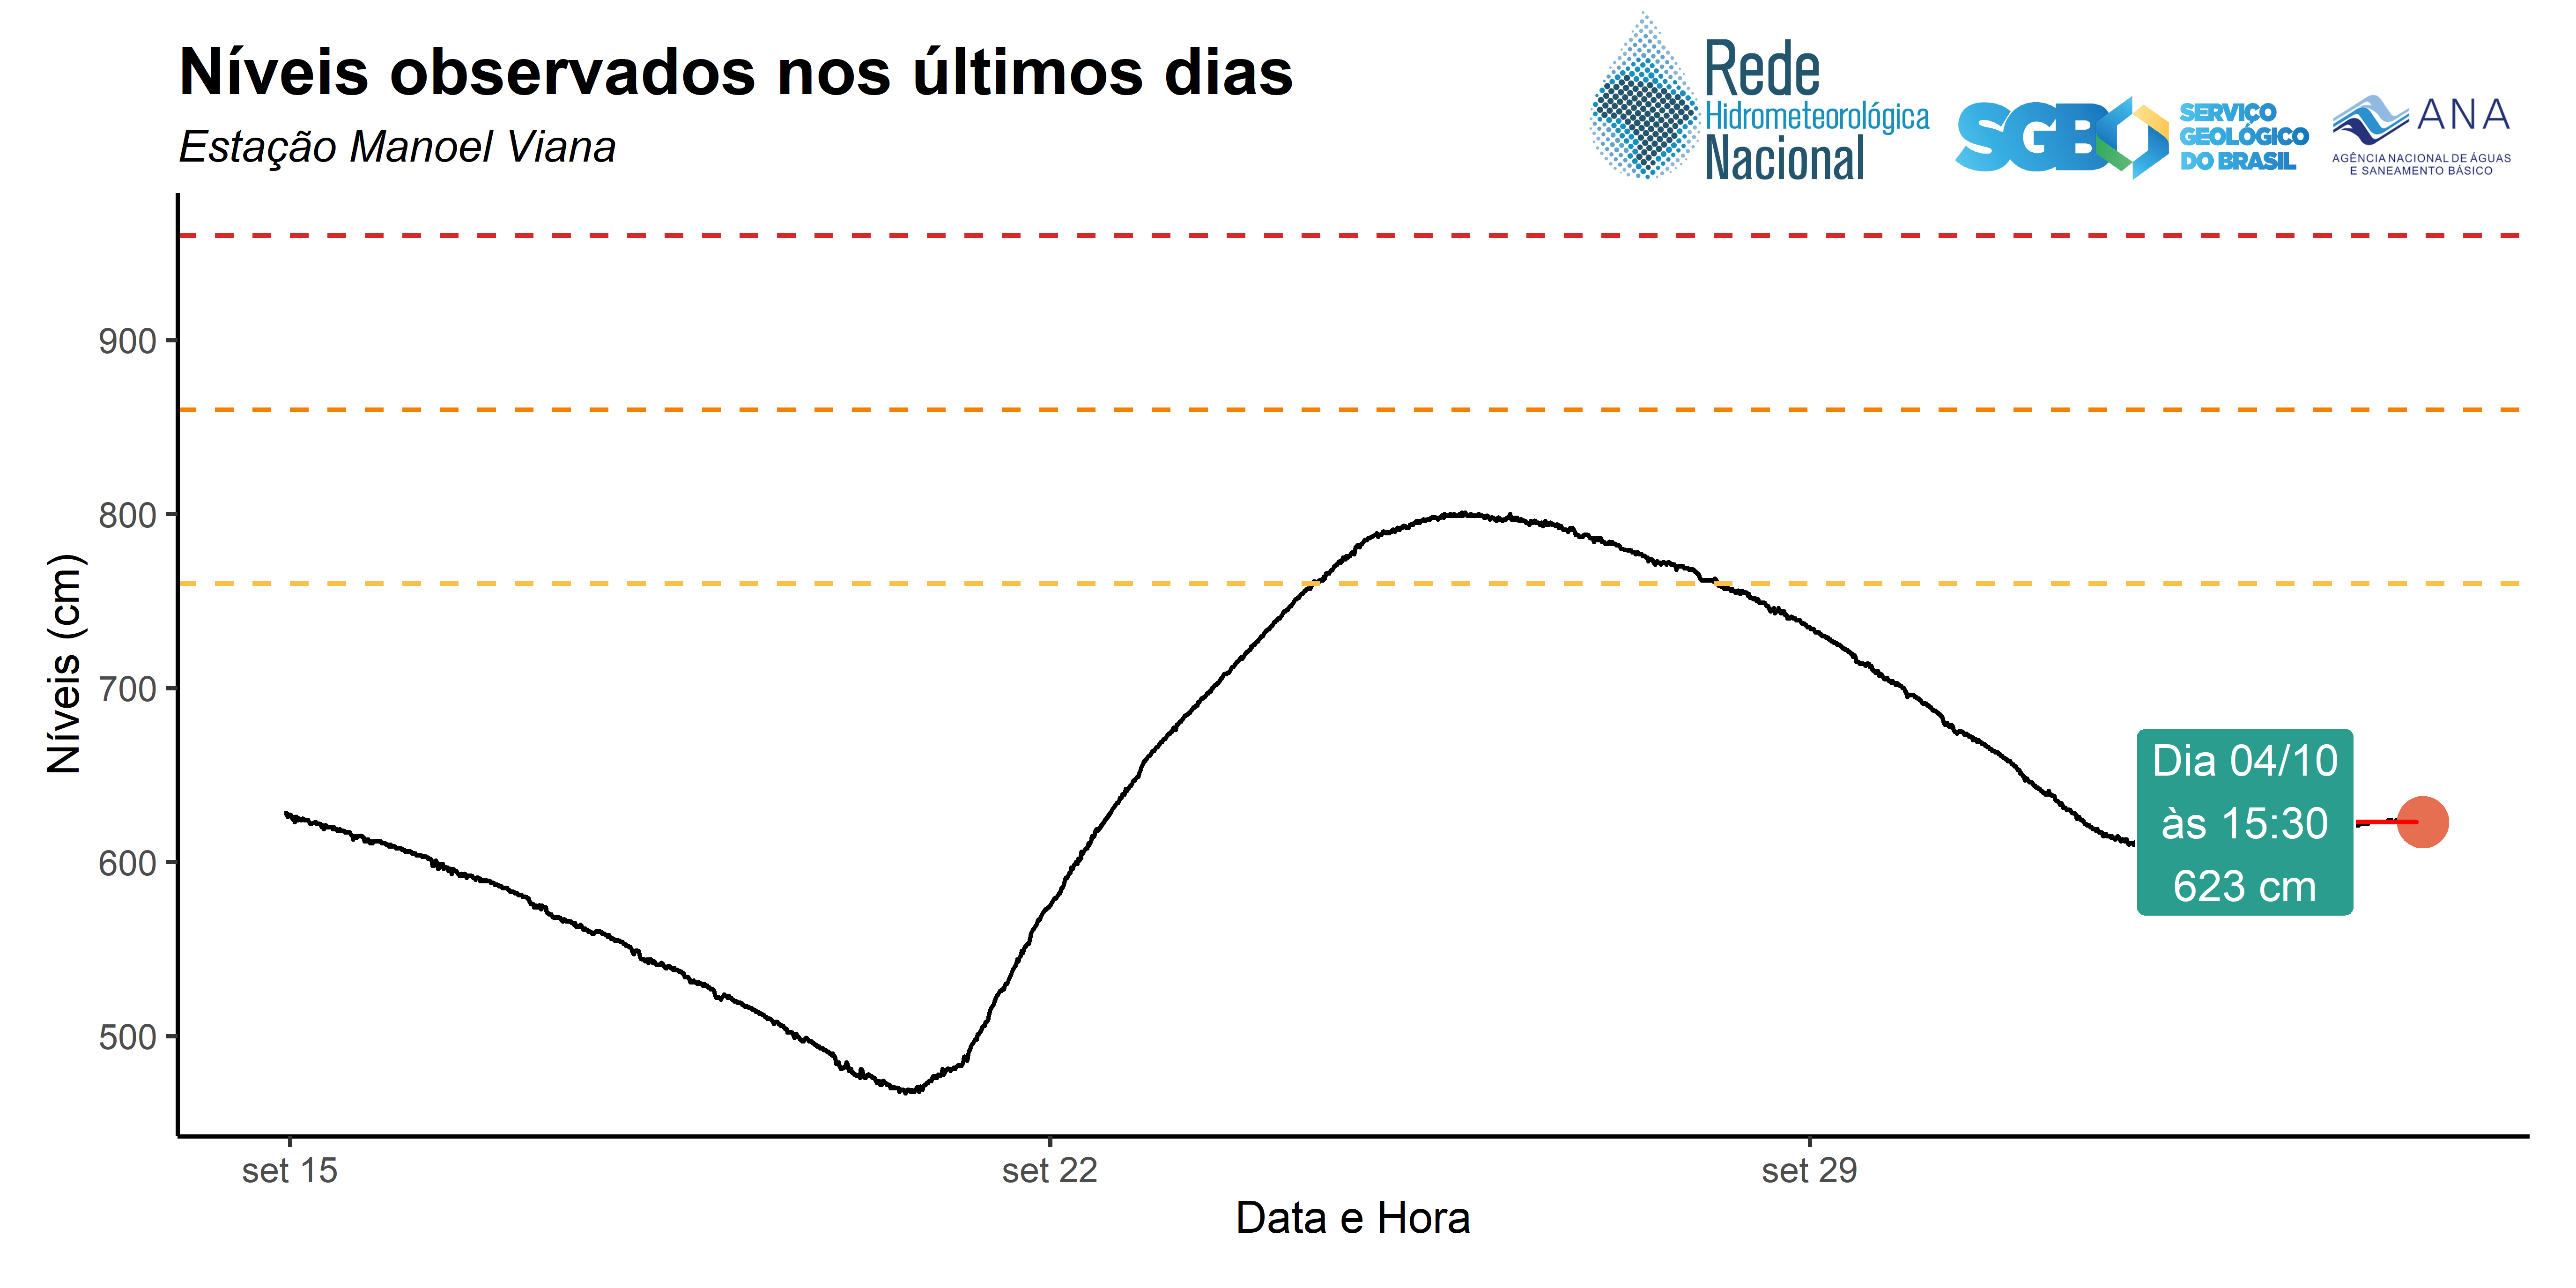 Níveis observados nos últimos dias
Estação Manoel Viana
Rede
Hidrometeorológica
Nacional
SGB
SERVIÇO
GEOLÓGICO
DO BRASIL
ANA
AGÊNCIA NACIONAL DE ÁGUAS
E SANEAMENTO BÁSICO
Níveis (cm)
900
800
700
600
500
Dia 04/10
às 15:30
623 cm
set 15
set 22
set 29
Data e Hora